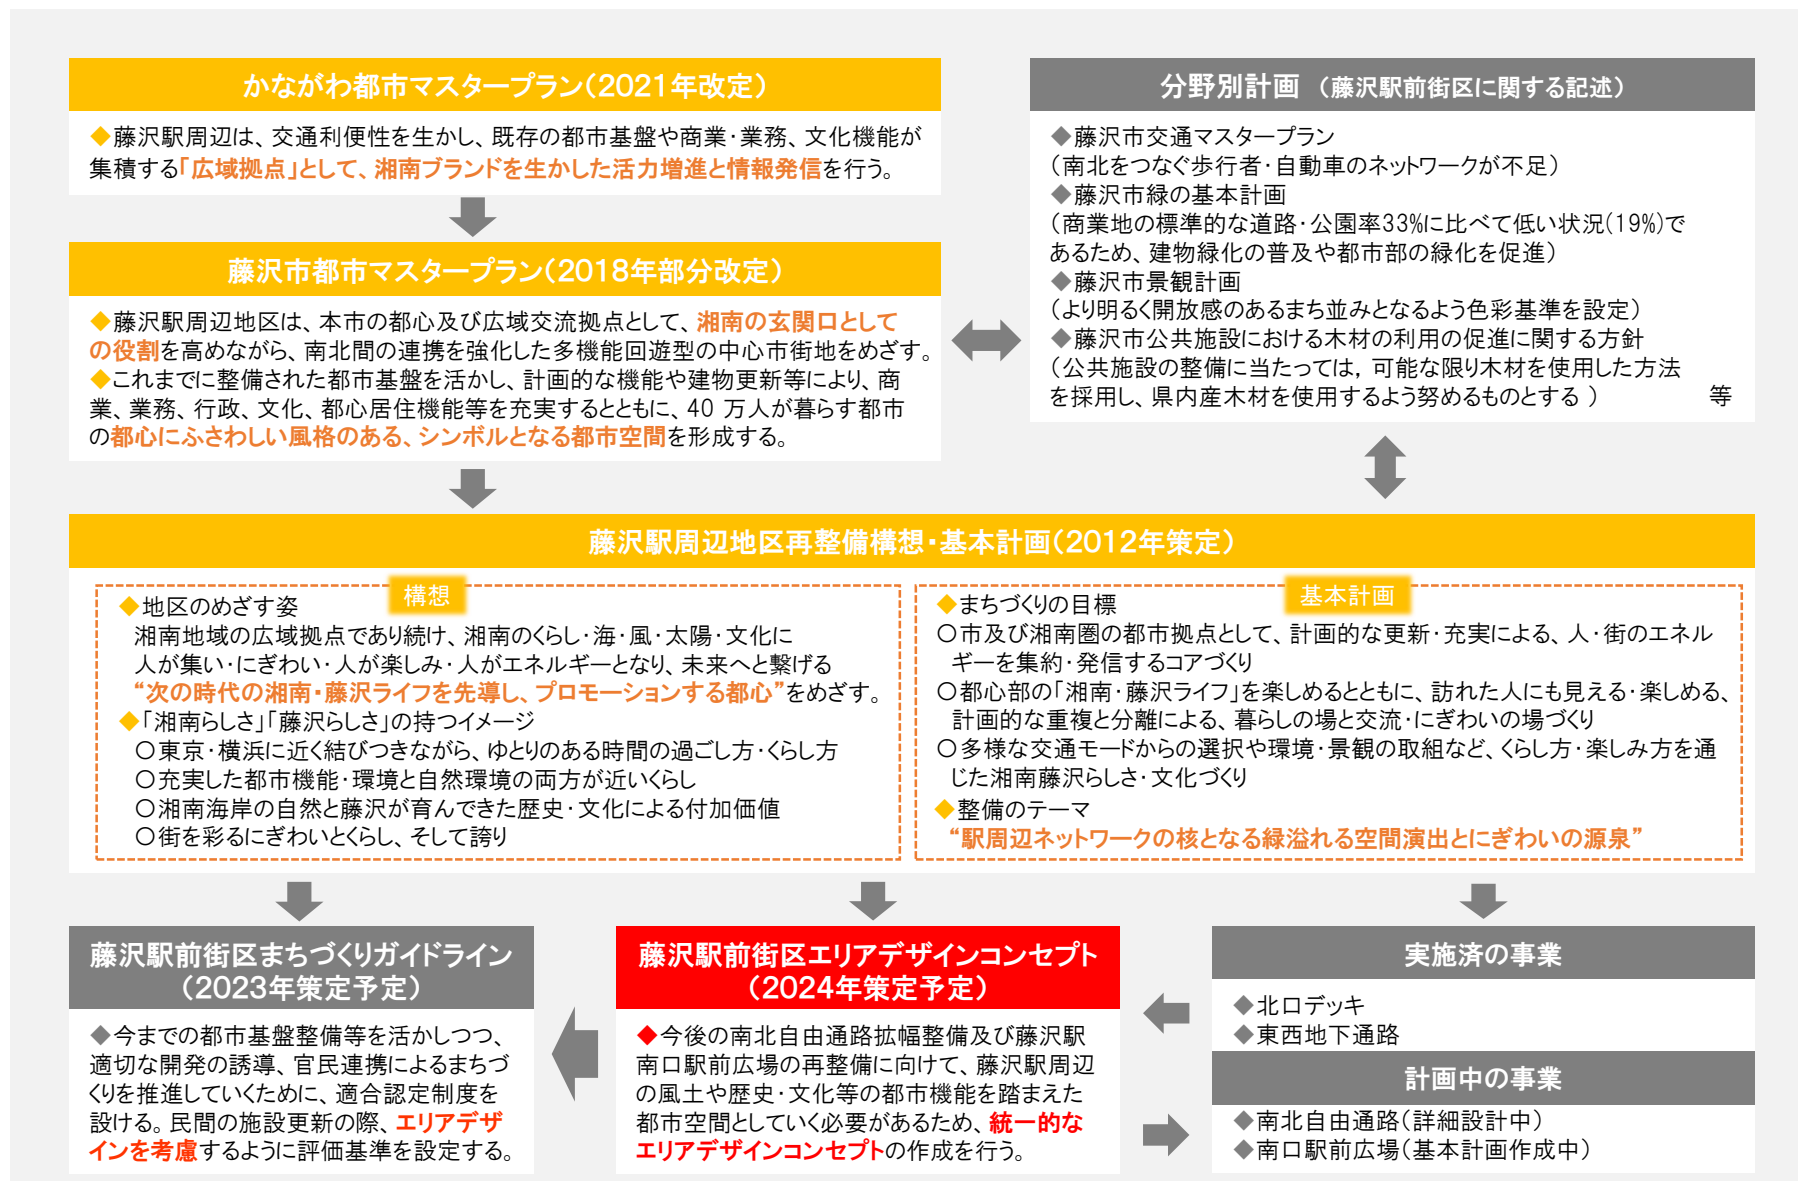 かながわ都市マスタープラン（2021年改定）
◆藤沢駅周辺は、交通利便性を生かし、既存の都市基盤や商業・業務、文化機能が
集積する「広域拠点」として、湘南ブランドを生かした活力増進と情報発信を行う。
藤沢市都市マスタープラン（2018年部分改定）
◆藤沢駅周辺地区は、本市の都心及び広域交流拠点として、湘南の玄関口として
の役割を高めながら、南北間の連携を強化した多機能回遊型の中心市街地をめざす。
◆これまでに整備された都市基盤を活かし、計画的な機能や建物更新等により、商
業、業務、行政、文化、都心居住機能等を充実するとともに、40 万人が暮らす都市
の都心にふさわしい風格のある、シンボルとなる都市空間を形成する。
分野別計画 （藤沢駅前街区に関する記述）
◆藤沢市交通マスタープラン
（南北をつなぐ歩行者・自動車のネットワークが不足）
◆藤沢市緑の基本計画
（商業地の標準的な道路・公園率33%に比べて低い状況(19%)で
あるため、建物緑化の普及や都市部の緑化を促進）
◆藤沢市景観計画
（より明るく開放感のあるまち並みとなるよう色彩基準を設定）
◆藤沢市公共施設における木材の利用の促進に関する方針
（公共施設の整備に当たっては，可能な限り木材を使用した方法
を採用し、県内産木材を使用するよう努めるものとする ） 等
藤沢駅周辺地区再整備構想・基本計画（2012年策定）
構想
◆地区のめざす姿
湘南地域の広域拠点であり続け、湘南のくらし・海・風・太陽・文化に
人が集い・にぎわい・人が楽しみ・人がエネルギーとなり、未来へと繋げる
“次の時代の湘南・藤沢ライフを先導し、プロモーションする都心”をめざす。
◆「湘南らしさ」「藤沢らしさ」の持つイメージ
○東京・横浜に近く結びつきながら、ゆとりのある時間の過ごし方・くらし方
○充実した都市機能・環境と自然環境の両方が近いくらし
○湘南海岸の自然と藤沢が育んできた歴史・文化による付加価値
○街を彩るにぎわいとくらし、そして誇り
基本計画
◆まちづくりの目標
○市及び湘南圏の都市拠点として、計画的な更新・充実による、人・街のエネル
ギーを集約・発信するコアづくり
○都心部の「湘南・藤沢ライフ」を楽しめるとともに、訪れた人にも見える・楽しめる、
計画的な重複と分離による、暮らしの場と交流・にぎわいの場づくり
○多様な交通モードからの選択や環境・景観の取組など、くらし方・楽しみ方を通
じた湘南藤沢らしさ・文化づくり
◆整備のテーマ
“駅周辺ネットワークの核となる緑溢れる空間演出とにぎわいの源泉”
藤沢駅前街区まちづくりガイドライン
（2023年策定予定）
◆今までの都市基盤整備等を活かしつつ、
適切な開発の誘導、官民連携によるまちづ
くりを推進していくために、適合認定制度を
設ける。民間の施設更新の際、エリアデザ
インを考慮するように評価基準を設定する。
藤沢駅前街区エリアデザインコンセプト
（2024年策定予定）
◆今後の南北自由通路拡幅整備及び藤沢駅
南口駅前広場の再整備に向けて、藤沢駅周辺
の風土や歴史・文化等の都市機能を踏まえた
都市空間としていく必要があるため、統一的な
エリアデザインコンセプトの作成を行う。
実施済の事業
◆北口デッキ
◆東西地下通路
計画中の事業
◆南北自由通路（詳細設計中）
◆南口駅前広場（基本計画作成中）